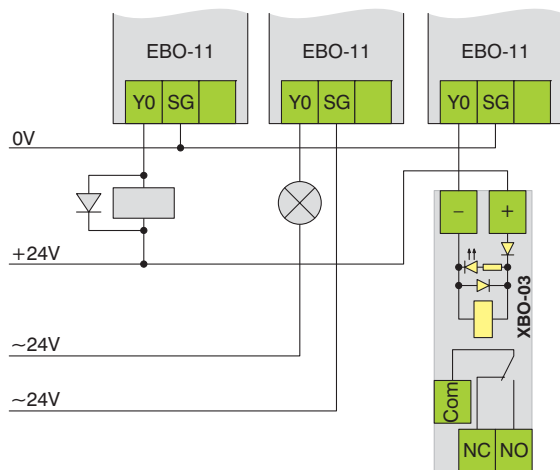 EBO-11 EBO-11 EBO-11
Y0 SG Y0 SG Y0 SG
0V
− +
+24V
XBO-03
~24V
Com
~24V
NC NO